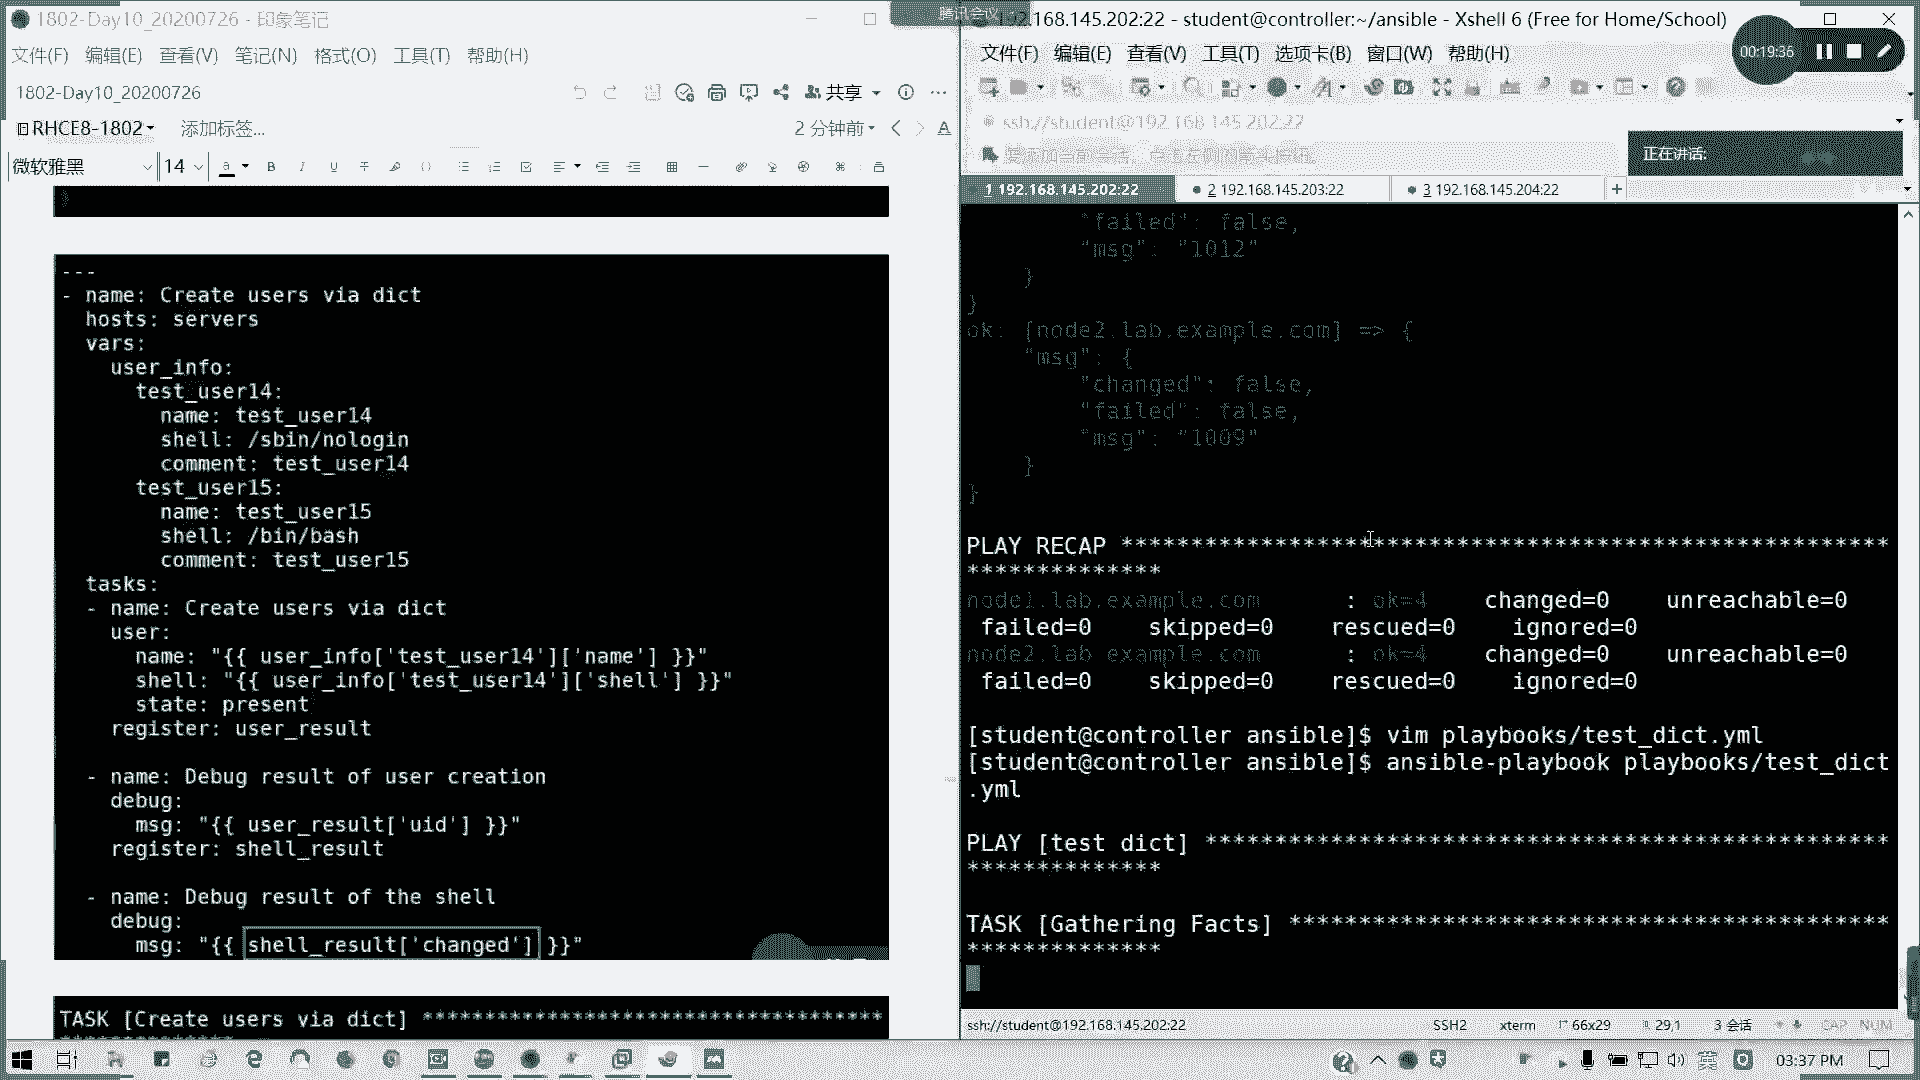 1802-Day10_20200726 - 印象笔记
文件(F) 编辑(E) 查看(V) 笔记(N) 格式(O) 工具(T) 帮助(H)
1802-Day10_20200726
共享
RHCE8-1802 添加标签...
2 分钟前
微软雅黑 14
---
- name: Create users via dict
hosts: servers
vars:
user_info:
test_user14:
name: test_user14
shell: /sbin/nologin
comment: test_user14
test_user15:
name: test_user15
shell: /bin/bash
comment: test_user15
tasks:
- name: Create users via dict
user:
name: "{{ user_info['test_user14']['name'] }}"
shell: "{{ user_info['test_user14']['shell'] }}"
state: present
register: user_result
- name: Debug result of user creation
debug:
msg: "{{ user_result['uid'] }}"
register: shell_result
- name: Debug result of the shell
debug:
msg: "{{ shell_result['changed'] }}"
TASK [Create users via dict] *************************************
腾讯会议
192.168.145.202:22 - student@controller:~/ansible - Xshell 6 (Free for Home/School)
文件(F) 编辑(E) 查看(V) 工具(T) 选项卡(B) 窗口(W) 帮助(H)
00:19:36
ssh://student@192.168.145.202:22
正在讲话:
1 192.168.145.202:22
2 192.168.145.203:22
3 192.168.145.204:22
"failed": false,
"msg": "1012"
}
}
ok: [node2.lab.example.com] => {
"msg": {
"changed": false,
"failed": false,
"msg": "1009"
}
}
PLAY RECAP ********************************************************
**************
node1.lab.example.com : ok=4 changed=0 unreachable=0
failed=0 skipped=0 rescued=0 ignored=0
node2.lab.example.com : ok=4 changed=0 unreachable=0
failed=0 skipped=0 rescued=0 ignored=0
[student@controller ansible]$ vim playbooks/test_dict.yml
[student@controller ansible]$ ansible-playbook playbooks/test_dict
.yml
PLAY [test dict] **************************************************
**************
TASK [Gathering Facts] ********************************************
**************
ssh://student@192.168.145.202:22
SSH2
xterm
66x29
29,1
3 会话
CAP NUM
英
03:37 PM